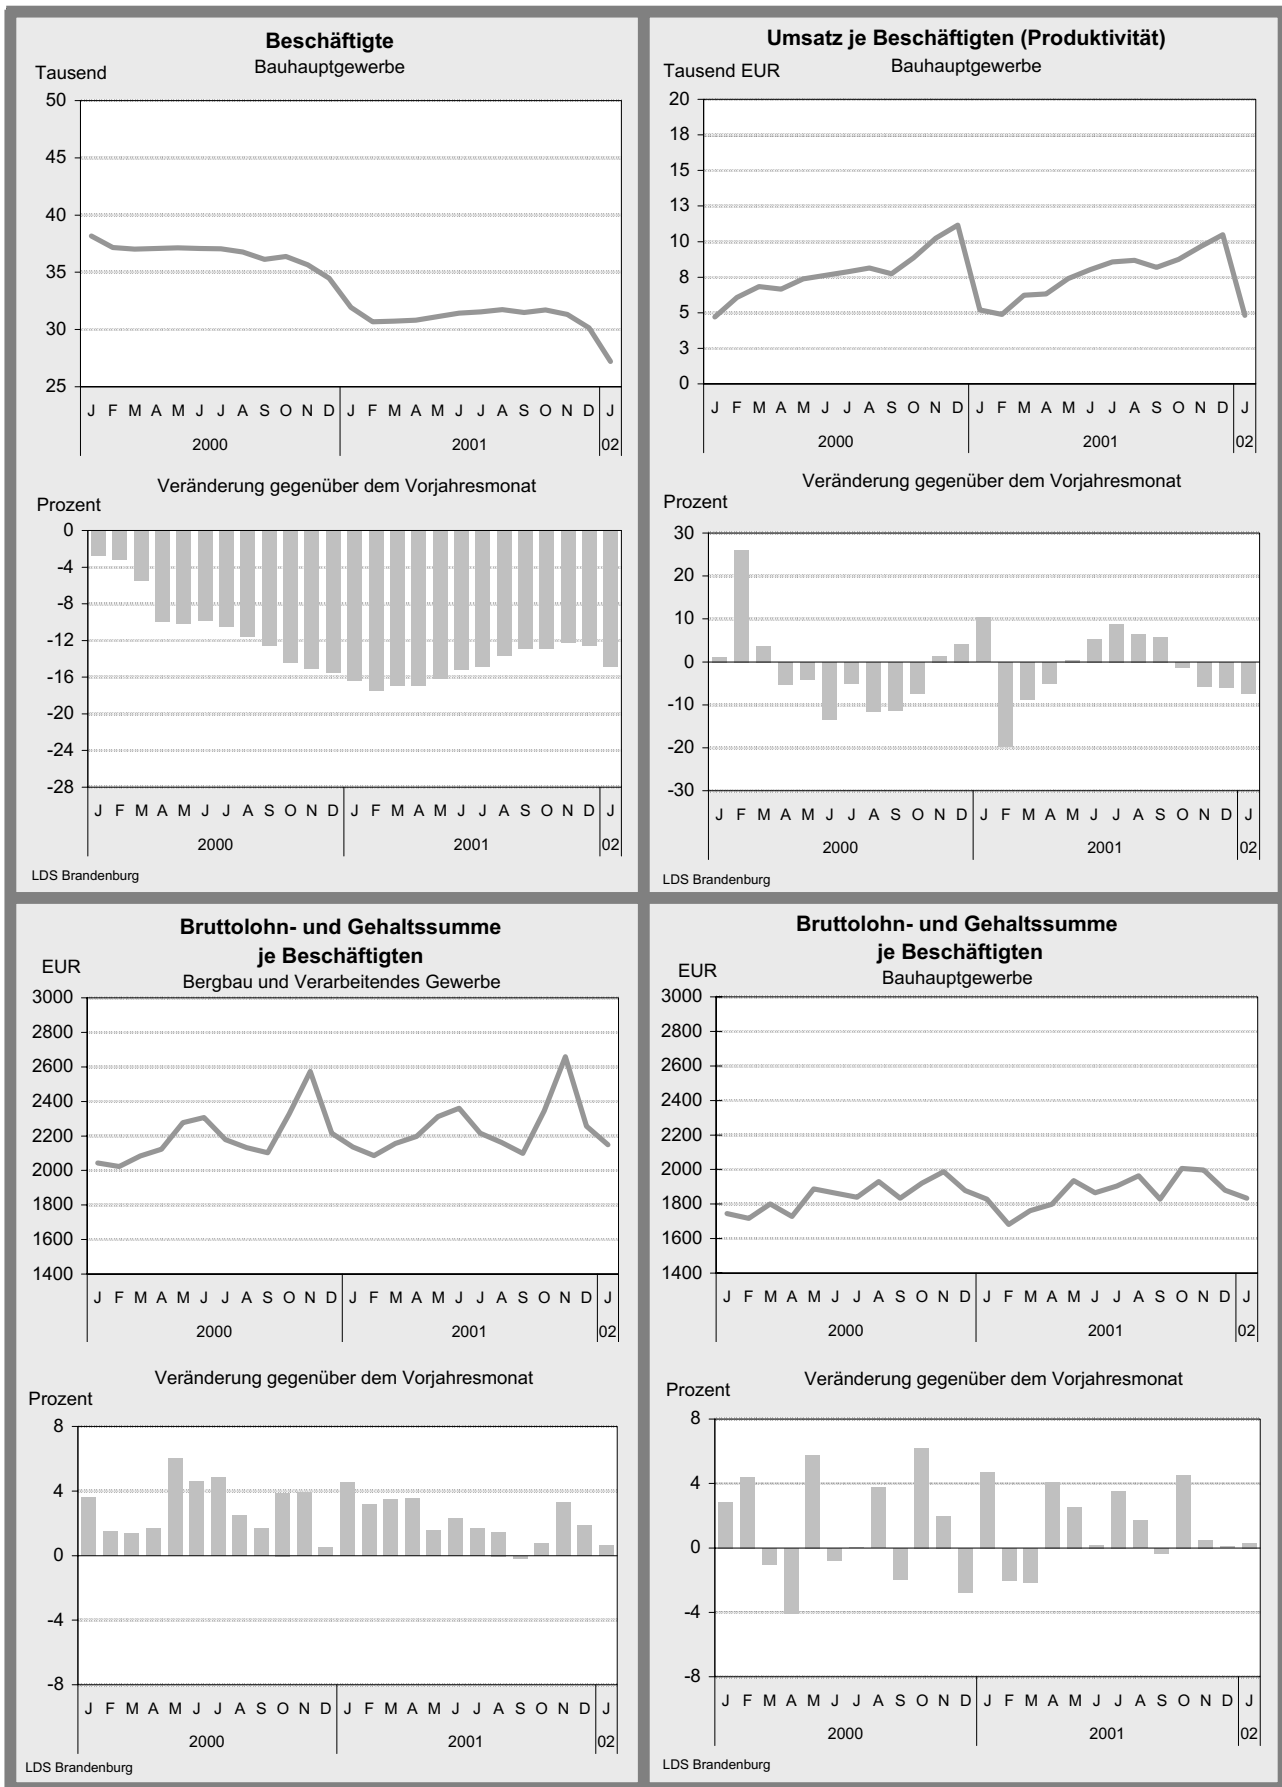 Beschäftigte
Bauhauptgewerbe
Tausend
50
45
40
35
30
25
J F M A M J J A S O N D J F M A M J J A S O N D J
2000 2001 02
Veränderung gegenüber dem Vorjahresmonat
Prozent
0
-4
-8
-12
-16
-20
-24
-28
J F M A M J J A S O N D J F M A M J J A S O N D J
2000 2001 02
LDS Brandenburg
Umsatz je Beschäftigten (Produktivität)
Bauhauptgewerbe
Tausend EUR
20
18
15
13
10
8
5
3
0
J F M A M J J A S O N D J F M A M J J A S O N D J
2000 2001 02
Veränderung gegenüber dem Vorjahresmonat
Prozent
30
20
10
0
-10
-20
-30
J F M A M J J A S O N D J F M A M J J A S O N D J
2000 2001 02
LDS Brandenburg
Bruttolohn- und Gehaltssumme
je Beschäftigten
EUR
Bergbau und Verarbeitendes Gewerbe
3000
2800
2600
2400
2200
2000
1800
1600
1400
J F M A M J J A S O N D J F M A M J J A S O N D J
2000 2001 02
Veränderung gegenüber dem Vorjahresmonat
Prozent
8
4
0
-4
-8
J F M A M J J A S O N D J F M A M J J A S O N D J
2000 2001 02
LDS Brandenburg
Bruttolohn- und Gehaltssumme
je Beschäftigten
EUR
Bauhauptgewerbe
3000
2800
2600
2400
2200
2000
1800
1600
1400
J F M A M J J A S O N D J F M A M J J A S O N D J
2000 2001 02
Veränderung gegenüber dem Vorjahresmonat
Prozent
8
4
0
-4
-8
J F M A M J J A S O N D J F M A M J J A S O N D J
2000 2001 02
LDS Brandenburg